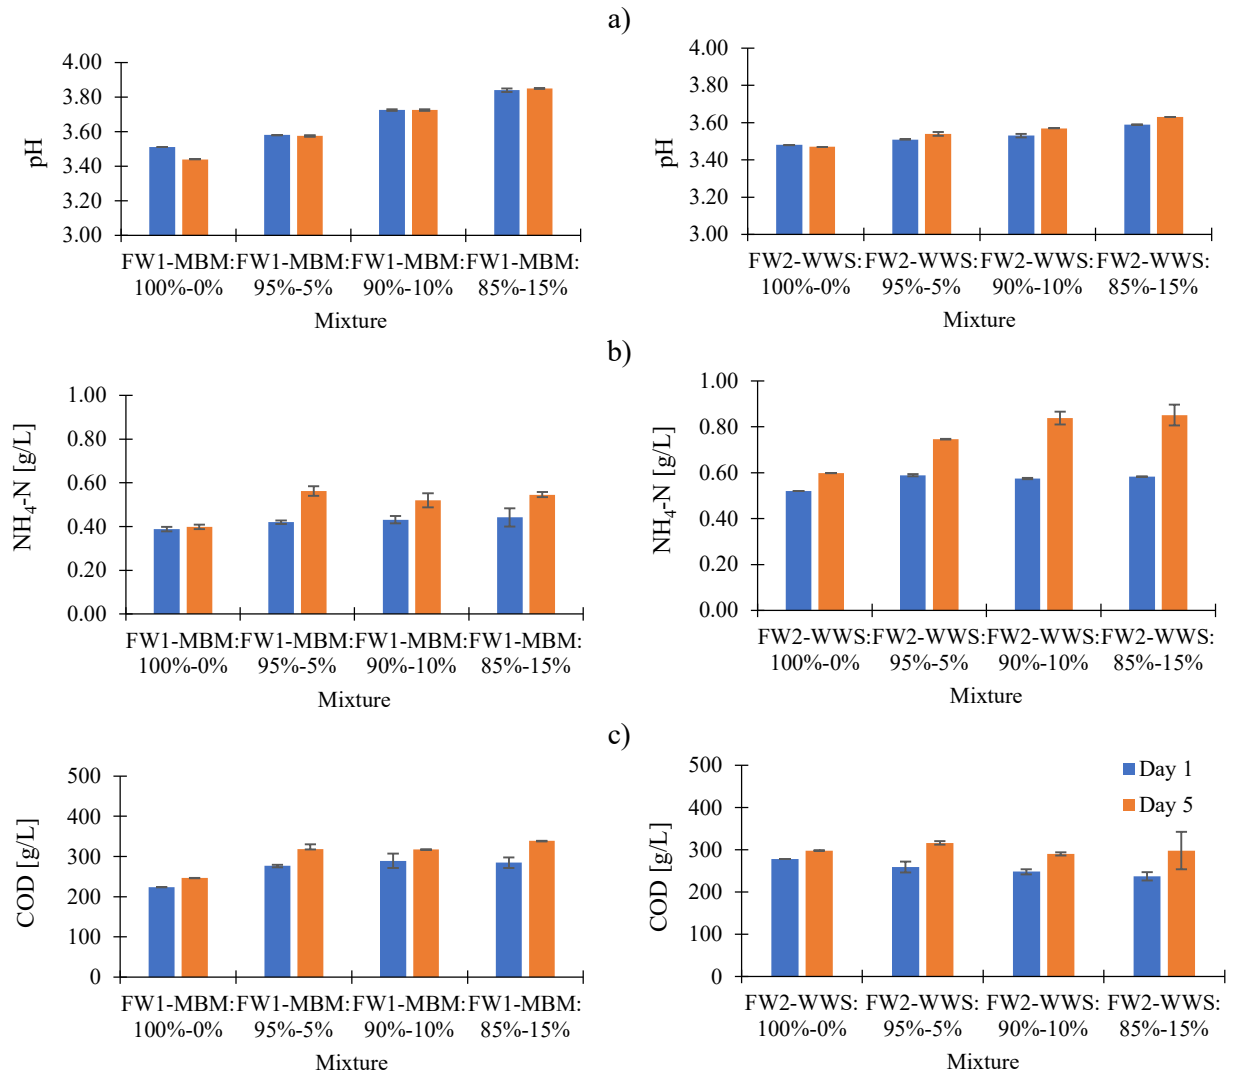 a)
4.00
3.80
3.60
3.40
3.20
3.00
pH
FW1-MBM: FW1-MBM: FW1-MBM: FW1-MBM:
100%-0% 95%-5% 90%-10% 85%-15%
Mixture
4.00
3.80
3.60
3.40
3.20
3.00
pH
FW2-WWS: FW2-WWS: FW2-WWS: FW2-WWS:
100%-0% 95%-5% 90%-10% 85%-15%
Mixture
b)
1.00
0.80
0.60
0.40
0.20
0.00
NH₄-N [g/L]
FW1-MBM: FW1-MBM: FW1-MBM: FW1-MBM:
100%-0% 95%-5% 90%-10% 85%-15%
Mixture
1.00
0.80
0.60
0.40
0.20
0.00
NH₄-N [g/L]
FW2-WWS: FW2-WWS: FW2-WWS: FW2-WWS:
100%-0% 95%-5% 90%-10% 85%-15%
Mixture
c)
500
400
300
200
100
0
COD [g/L]
FW1-MBM: FW1-MBM: FW1-MBM: FW1-MBM:
100%-0% 95%-5% 90%-10% 85%-15%
Mixture
500
400
300
200
100
0
COD [g/L]
Day 1
Day 5
FW2-WWS: FW2-WWS: FW2-WWS: FW2-WWS:
100%-0% 95%-5% 90%-10% 85%-15%
Mixture